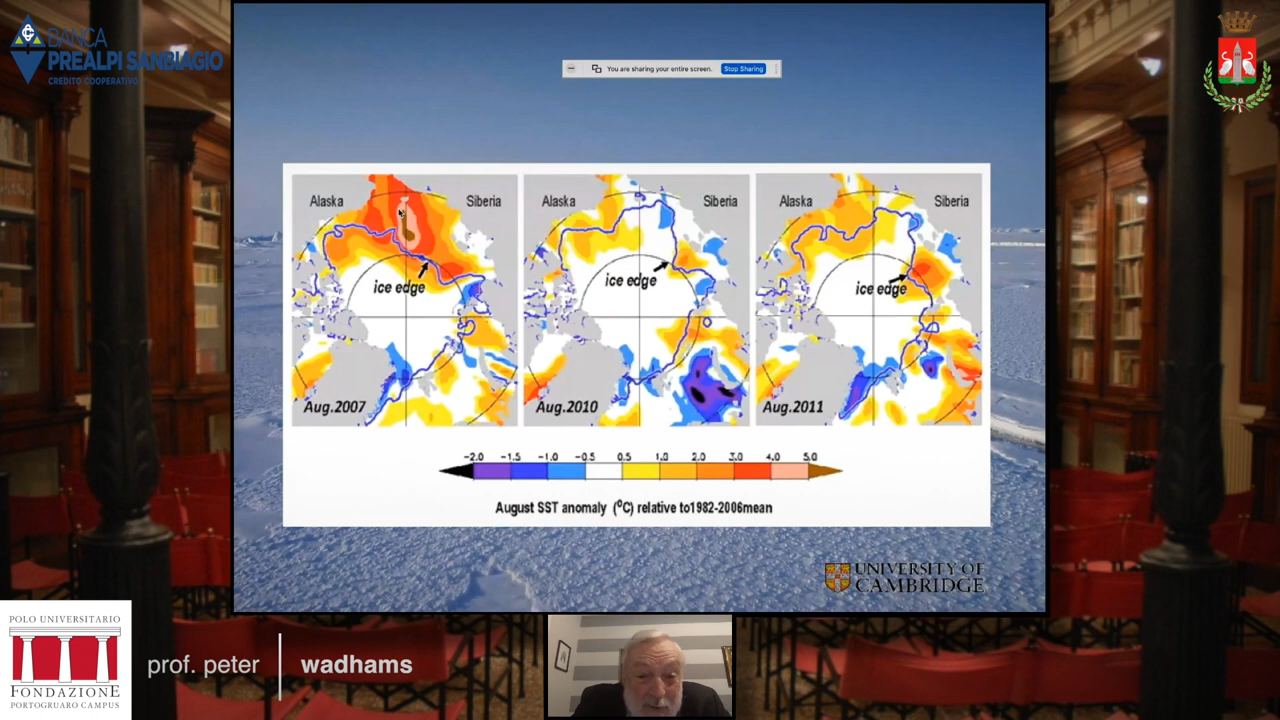 BANCA
PREALPI SANBIAGIO
CREDITO COOPERATIVO
You are sharing your entire screen.
Stop Sharing
Alaska
Siberia
ice edge
Aug.2007
Alaska
Siberia
ice edge
Aug.2010
Alaska
Siberia
ice edge
Aug.2011
-2.0 -1.5 -1.0 -0.5 0.5 1.0 2.0 3.0 4.0 5.0
August SST anomaly (°C) relative to1982-2006mean
UNIVERSITY OF
CAMBRIDGE
POLO UNIVERSITARIO
FONDAZIONE
PORTOGRUARO CAMPUS
prof. peter
wadhams